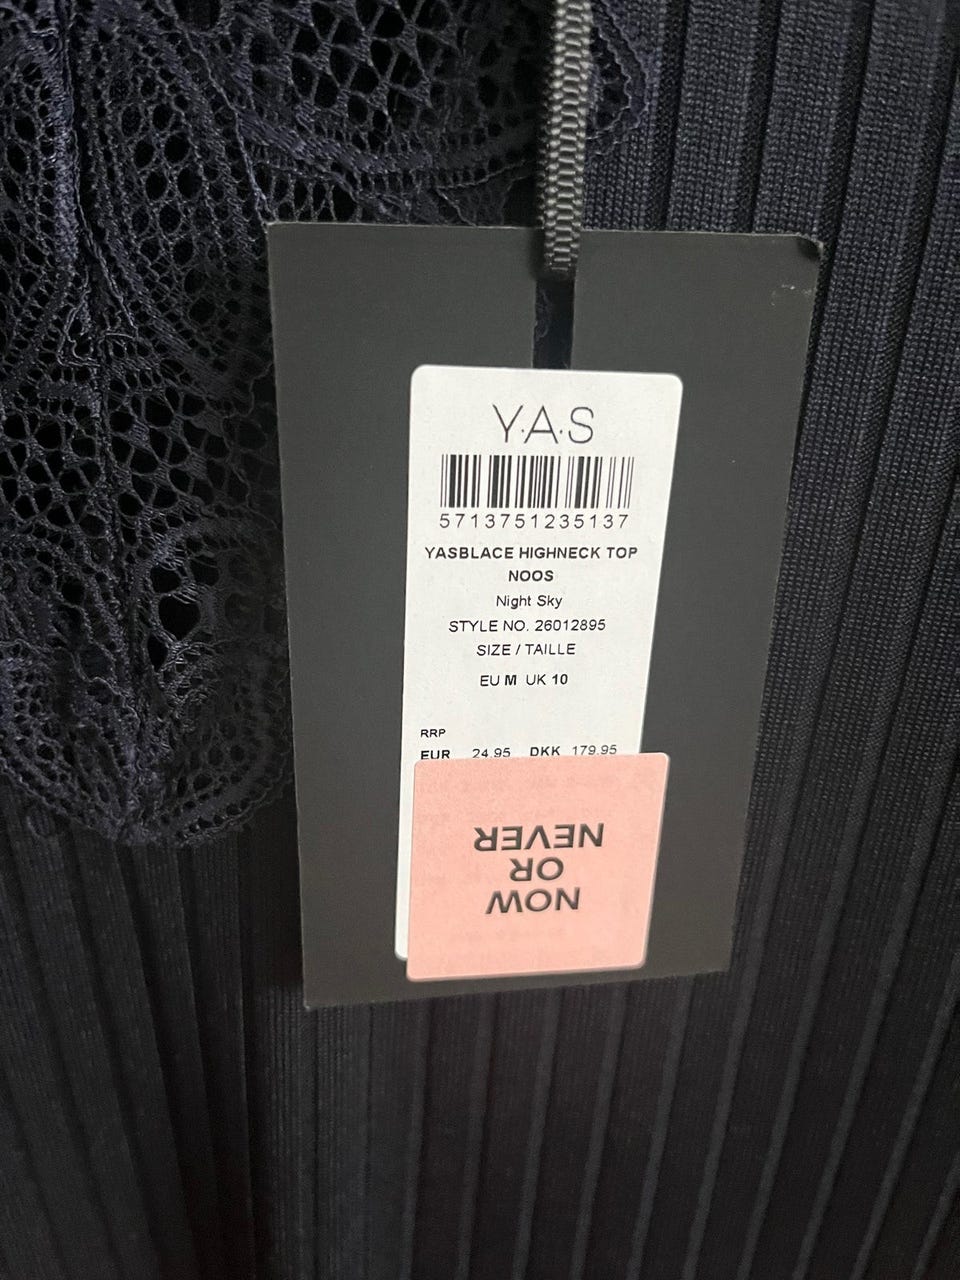 Y.A.S
5713751235137
YASBLACE HIGHNECK TOP
NOOS
Night Sky
STYLE NO. 26012895
SIZE / TAILLE
EU M UK 10
RRP
EUR 24.95 DKK 179.95
NOW
OR
NEVER